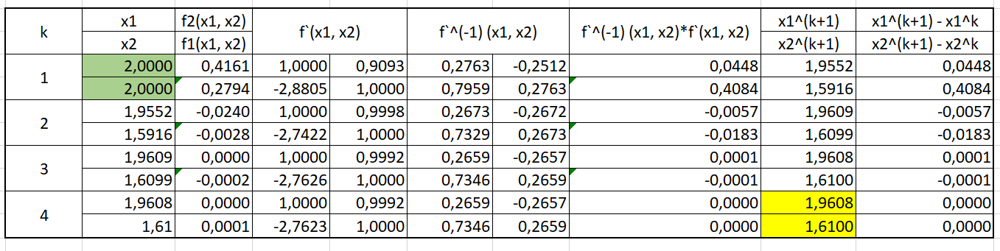 k x1 f2(x1, x2) f`(x1, x2) f`^(-1) (x1, x2) f`^(-1) (x1, x2)*f`(x1, x2) x1^(k+1) x1^(k+1) - x1^k
x2 f1(x1, x2) x2^(k+1) x2^(k+1) - x2^k
1 2,0000 0,4161 1,0000 0,9093 0,2763 -0,2512 0,0448 1,9552 0,0448
2,0000 0,2794 -2,8805 1,0000 0,7959 0,2763 0,4084 1,5916 0,4084
2 1,9552 -0,0240 1,0000 0,9998 0,2673 -0,2672 -0,0057 1,9609 -0,0057
1,5916 -0,0028 -2,7422 1,0000 0,7329 0,2673 -0,0183 1,6099 -0,0183
3 1,9609 0,0000 1,0000 0,9992 0,2659 -0,2657 0,0001 1,9608 0,0001
1,6099 -0,0002 -2,7626 1,0000 0,7346 0,2659 -0,0001 1,6100 -0,0001
4 1,9608 0,0000 1,0000 0,9992 0,2659 -0,2657 0,0000 1,9608 0,0000
1,61 0,0001 -2,7623 1,0000 0,7346 0,2659 0,0000 1,6100 0,0000